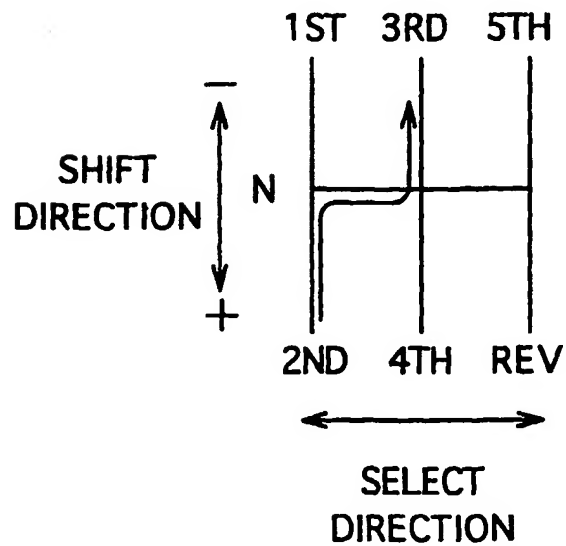 1ST 3RD 5TH
−
SHIFT
DIRECTION
N
+
2ND 4TH REV
SELECT
DIRECTION